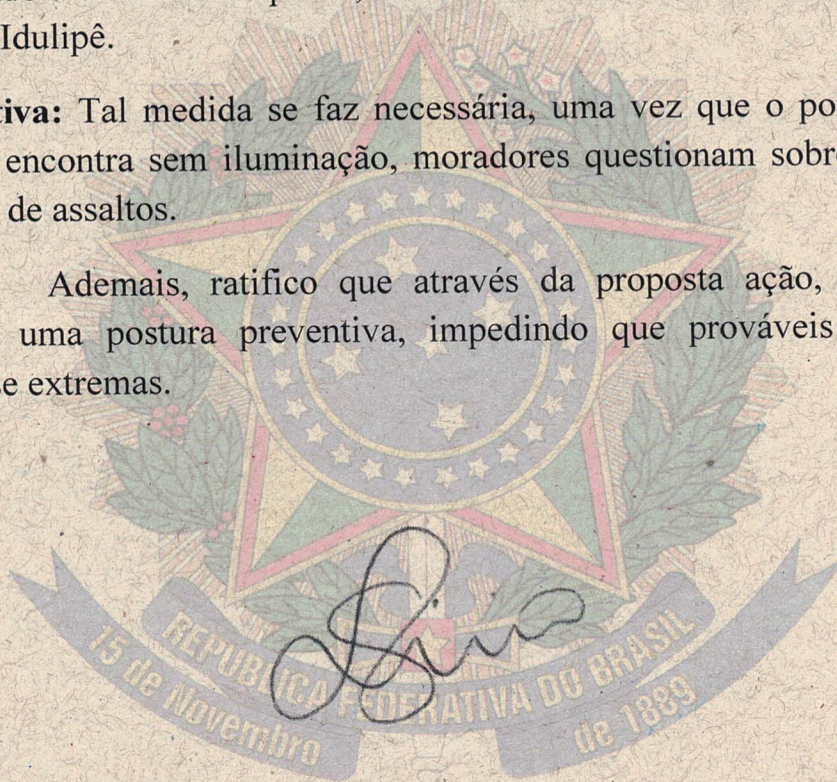 Idulipê.
tiva: Tal medida se faz necessária, uma vez que o po
encontra sem iluminação, moradores questionam sobre
de assaltos.
Ademais, ratifico que através da proposta ação,
uma postura preventiva, impedindo que prováveis
e extremas.
REPUBLICA FEDERATIVA DO BRASIL
15 de Novembro de 1889